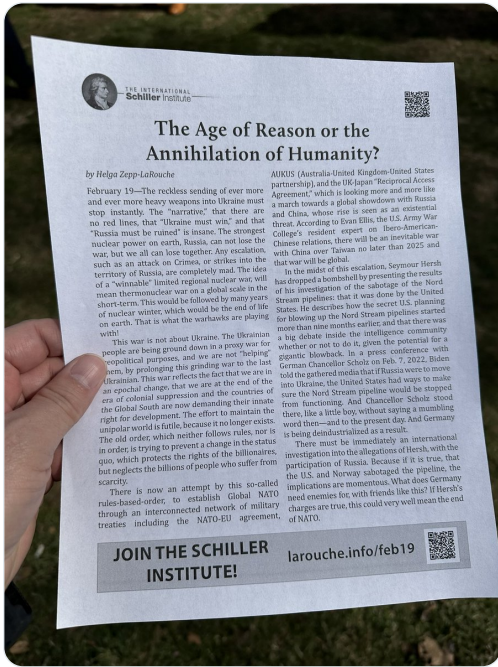 THE INTERNATIONAL
Schiller Institute
The Age of Reason or the
Annihilation of Humanity?
by Helga Zepp-LaRouche
February 19—The reckless sending of ever more
and ever more heavy weapons into Ukraine must
stop instantly. The "narrative," that there are
no red lines, that "Ukraine must win," and that
"Russia must be ruined" is insane. The strongest
nuclear power on earth, Russia, can not lose the
war, but we all can lose together. Any escalation,
such as an attack on Crimea, or strikes into the
territory of Russia, are completely mad. The idea
of a "winnable" limited regional nuclear war, will
mean thermonuclear war on a global scale in the
short-term. This would be followed by many years
of nuclear winter, which would be the end of life
on earth. That is what the warhawks are playing
with!
This war is not about Ukraine. The Ukrainian
people are being ground down in a proxy war for
geopolitical purposes, and we are not "helping"
them, by prolonging this grinding war to the last
Ukrainian. This war reflects the fact that we are in
an epochal change, that we are at the end of the
era of colonial suppression and the countries of
the Global South are now demanding their innate
right for development. The effort to maintain the
unipolar world is futile, because it no longer exists.
The old order, which neither follows rules, nor is
in order, is trying to prevent a change in the status
quo, which protects the rights of the billionaires,
but neglects the billions of people who suffer from
scarcity.
There is now an attempt by this so-called
rules-based-order, to establish Global NATO
through an interconnected network of military
treaties including the NATO-EU agreement,
AUKUS (Australia-United Kingdom-United States
partnership), and the UK-Japan "Reciprocal Access
Agreement," which is looking more and more like
a march towards a global showdown with Russia
and China, whose rise is seen as an existential
threat. According to Evan Ellis, the U.S. Army War
College's resident expert on Ibero-American-
Chinese relations, there will be an inevitable war
with China over Taiwan no later than 2025 and
that war will be global.
In the midst of this escalation, Seymour Hersh
has dropped a bombshell by presenting the results
of his investigation of the sabotage of the Nord
Stream pipelines: that it was done by the United
States. He describes how the secret U.S. planning
for blowing up the Nord Stream pipelines started
more than nine months earlier, and that there was
a big debate inside the intelligence community
whether or not to do it, given the potential for a
gigantic blowback. In a press conference with
German Chancellor Scholz on Feb. 7, 2022, Biden
told the gathered media that if Russia were to move
into Ukraine, the United States had ways to make
sure the Nord Stream pipeline would be stopped
from functioning. And Chancellor Scholz stood
there, like a little boy, without saying a mumbling
word then—and to the present day. And Germany
is being deindustrialized as a result.
There must be immediately an international
investigation into the allegations of Hersh, with the
participation of Russia. Because if it is true, that
the U.S. and Norway sabotaged the pipeline, the
implications are momentous. What does Germany
need enemies for, with friends like this? If Hersh's
charges are true, this could very well mean the end
of NATO.
JOIN THE SCHILLER
INSTITUTE!
larouche.info/feb19